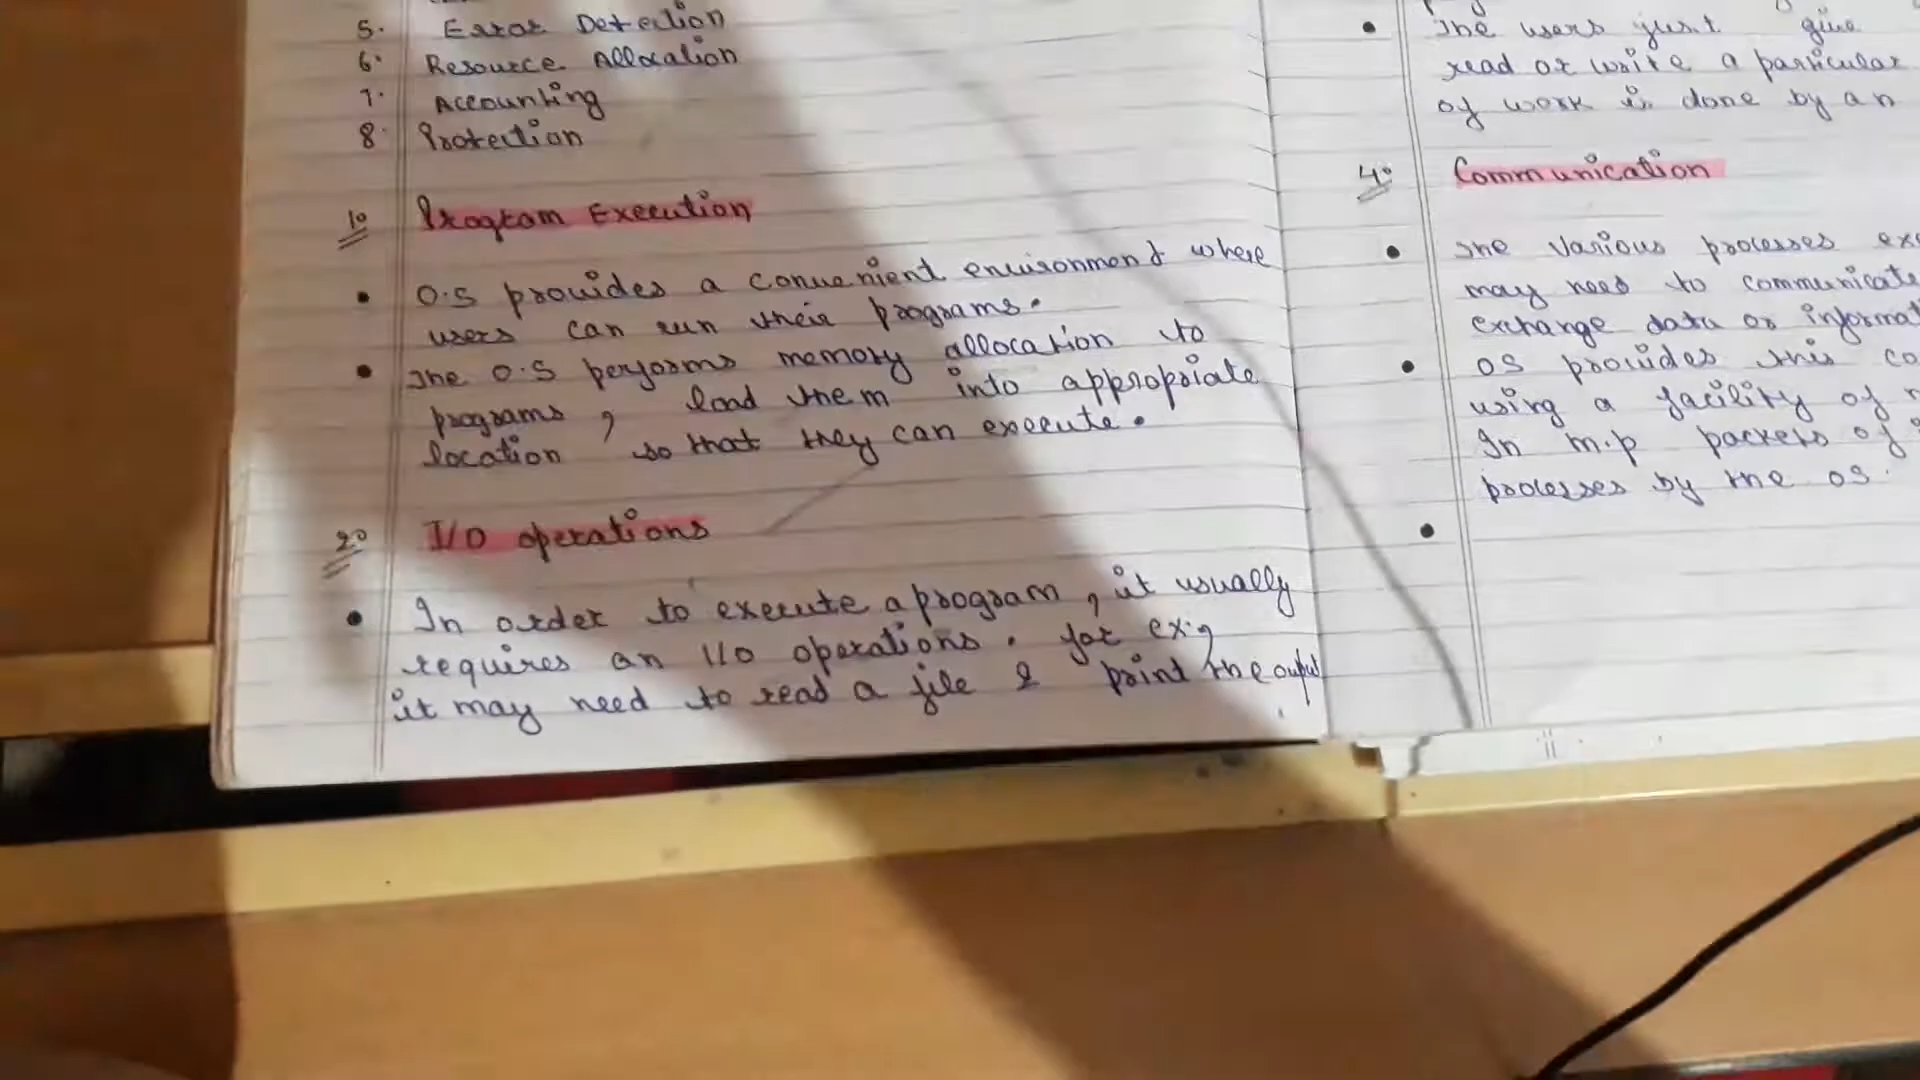 5. Error Detection
6. Resource Allocation
7. Accounting
8. Protection
1. Program Execution
• O.S provides a convenient environment where
users can run their programs.
• The O.S performs memory allocation to
programs, load them into appropriate
location so that they can execute.
2. I/O operations
• In order to execute a program, it usually
requires an I/O operations. for ex.,
it may need to read a file & print the output
• The users just give
read or write a particular
of work is done by an
4. Communication
• The various processes
may need to communicate
exchange data or
• OS provides this
using a facility of
In m.p packets of
processes by the OS.
•